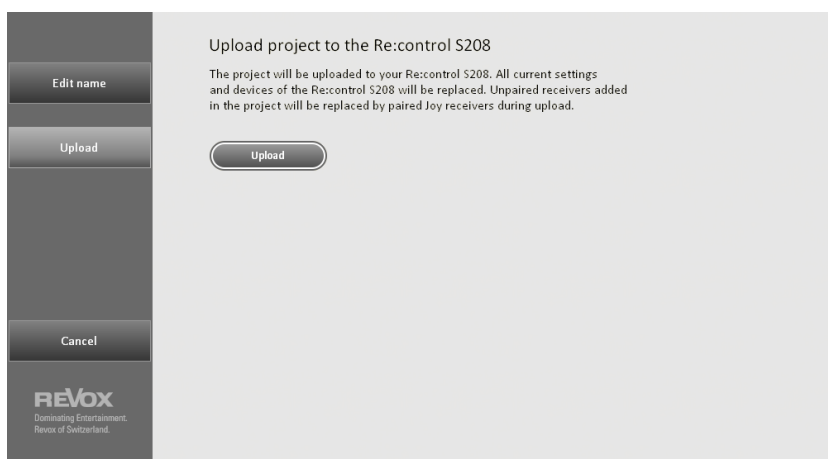 Edit name
Upload
Cancel
REVOX
Dominating Entertainment.
Revox of Switzerland.
Upload project to the Re:control S208
The project will be uploaded to your Re:control S208. All current settings
and devices of the Re:control S208 will be replaced. Unpaired receivers added
in the project will be replaced by paired Joy receivers during upload.
Upload